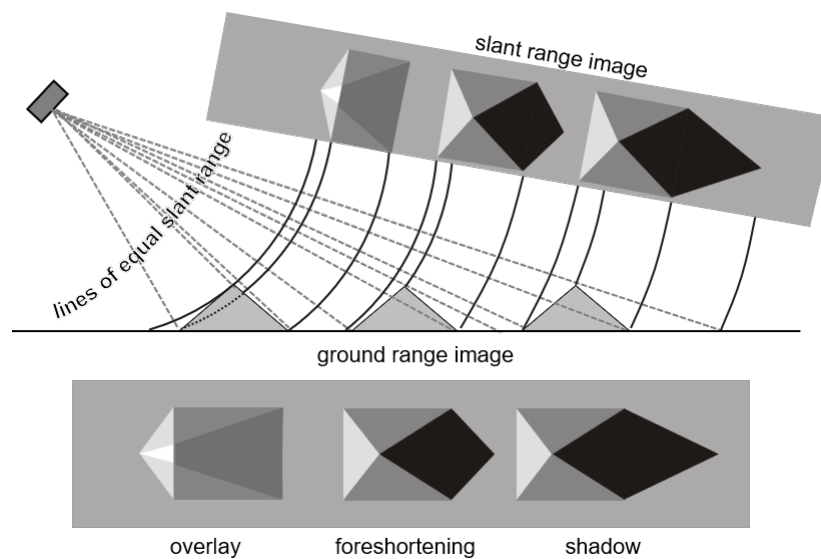 slant range image
lines of equal slant range
ground range image
overlay
foreshortening
shadow